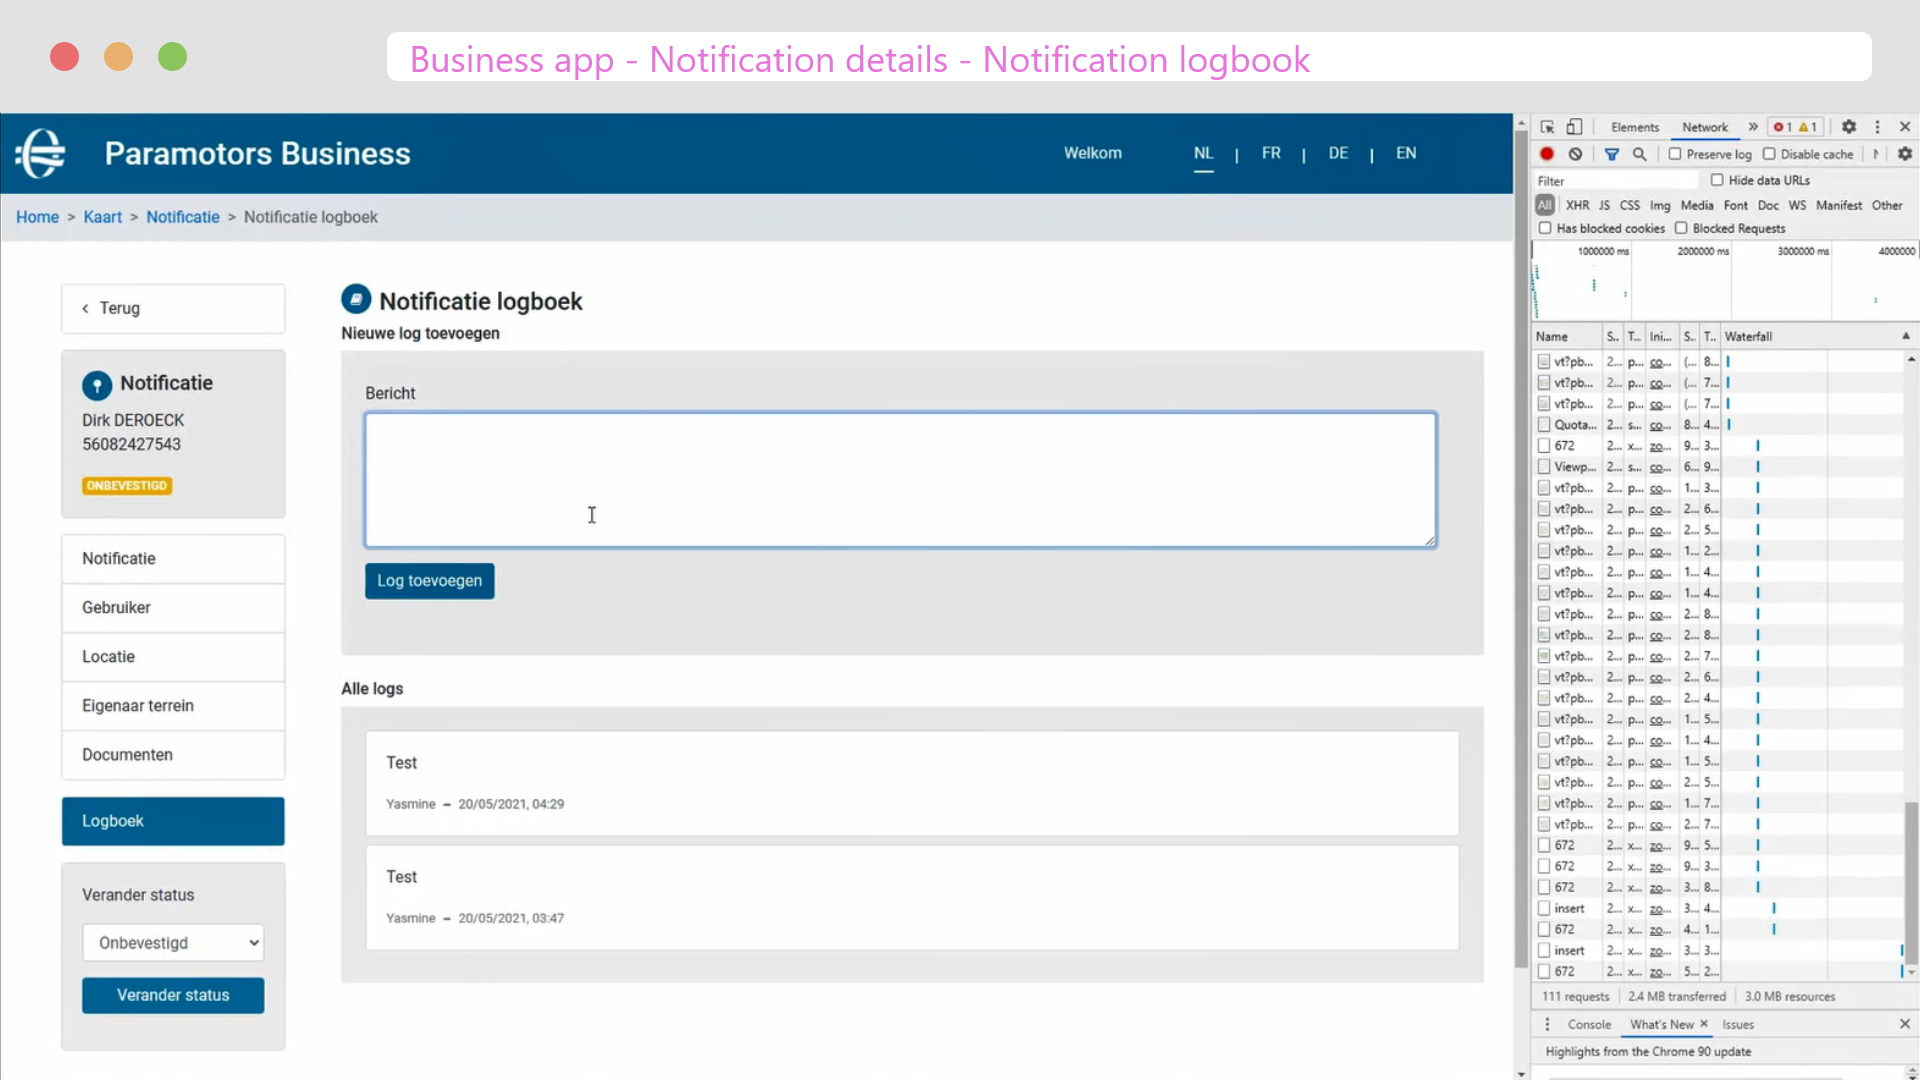 Business app - Notification details - Notification logbook
Paramotors Business
Welkom
NL | FR | DE | EN
Home > Kaart > Notificatie > Notificatie logboek
< Terug
Notificatie
Dirk DEROECK
56082427543
ONBEVESTIGD
Notificatie
Gebruiker
Locatie
Eigenaar terrein
Documenten
Logboek
Verander status
Onbevestigd
Verander status
Notificatie logboek
Nieuwe log toevoegen
Bericht
Log toevoegen
Alle logs
Test
Yasmine – 20/05/2021, 04:29
Test
Yasmine – 20/05/2021, 03:47
Elements Network » 1 1
Preserve log Disable cache
Filter Hide data URLs
All XHR JS CSS Img Media Font Doc WS Manifest Other
Has blocked cookies Blocked Requests
1000000 ms 2000000 ms 3000000 ms 4000000
Name S.. T... Ini... S.. T.. Waterfall
vt?pb... 2... p... co... (... 8...
vt?pb... 2... p... co... (... 7...
vt?pb... 2... p... co... (... 7...
Quota... 2... s... co... 8... 4...
672 2... x... zo... 9... 3...
Viewp... 2... s... co... 6... 9...
vt?pb... 2... p... co... 1... 3...
vt?pb... 2... p... co... 2... 6...
vt?pb... 2... p... co... 2... 5...
vt?pb... 2... p... co... 1... 2...
vt?pb... 2... p... co... 1... 4...
vt?pb... 2... p... co... 1... 4...
vt?pb... 2... p... co... 2... 8...
vt?pb... 2... p... co... 2... 8...
vt?pb... 2... p... co... 2... 7...
vt?pb... 2... p... co... 2... 6...
vt?pb... 2... p... co... 2... 4...
vt?pb... 2... p... co... 1... 5...
vt?pb... 2... p... co... 1... 4...
vt?pb... 2... p... co... 1... 5...
vt?pb... 2... p... co... 2... 5...
vt?pb... 2... p... co... 1... 7...
vt?pb... 2... p... co... 2... 7...
672 2... x... zo... 9... 5...
672 2... x... zo... 9... 3...
672 2... x... zo... 3... 8...
insert 2... x... zo... 3... 4...
672 2... x... zo... 4... 1...
insert 2... x... zo... 3... 3...
672 2... x... zo... 5... 2...
111 requests 2.4 MB transferred 3.0 MB resources
Console What's New × Issues
Highlights from the Chrome 90 update